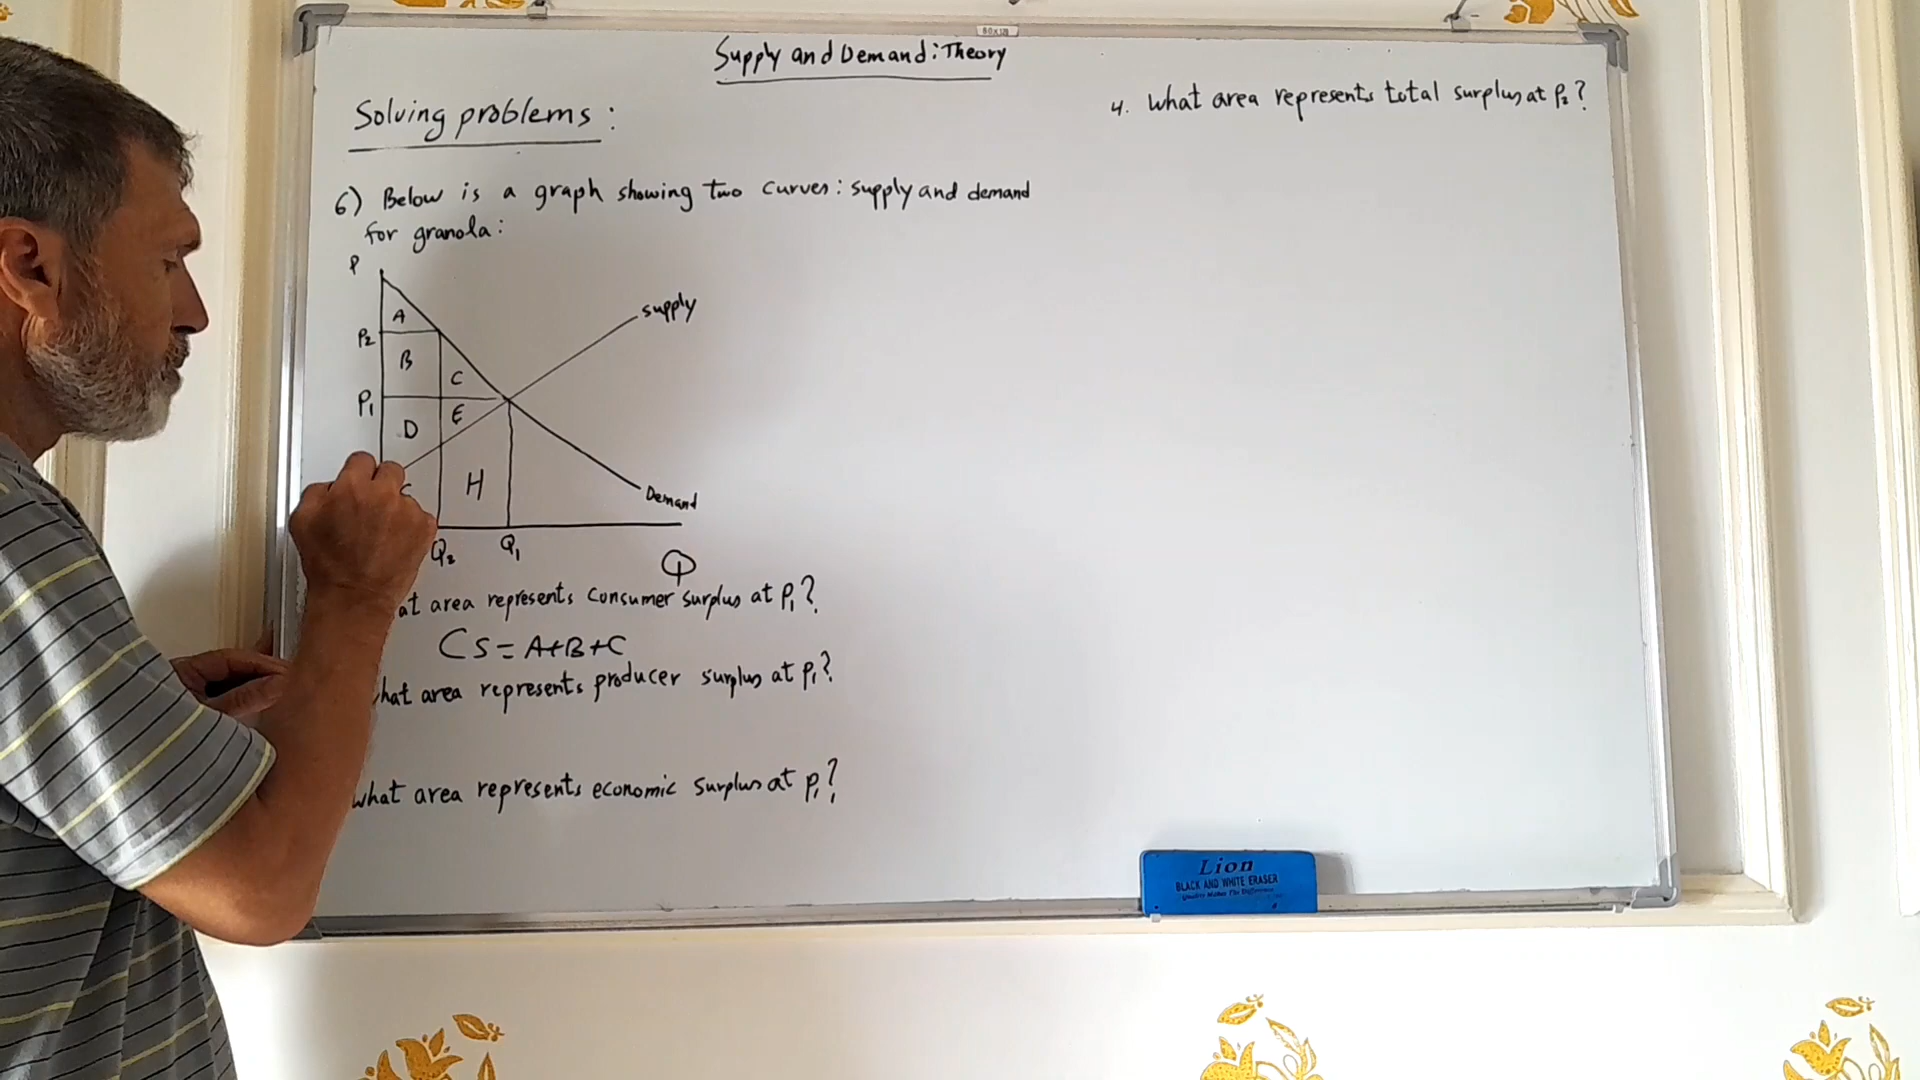 Supply and Demand: Theory
Solving problems:
6) Below is a graph showing two curves: supply and demand
for granola:
P
A
P2
B
C
P1
D
E
H
supply
Demand
Q2
Q1
Q
at area represents consumer surplus at P1?
CS = A+B+C
hat area represents producer surplus at P1?
what area represents economic surplus at P1?
4. what area represents total surplus at P2?
Lion
BLACK AND WHITE ERASER